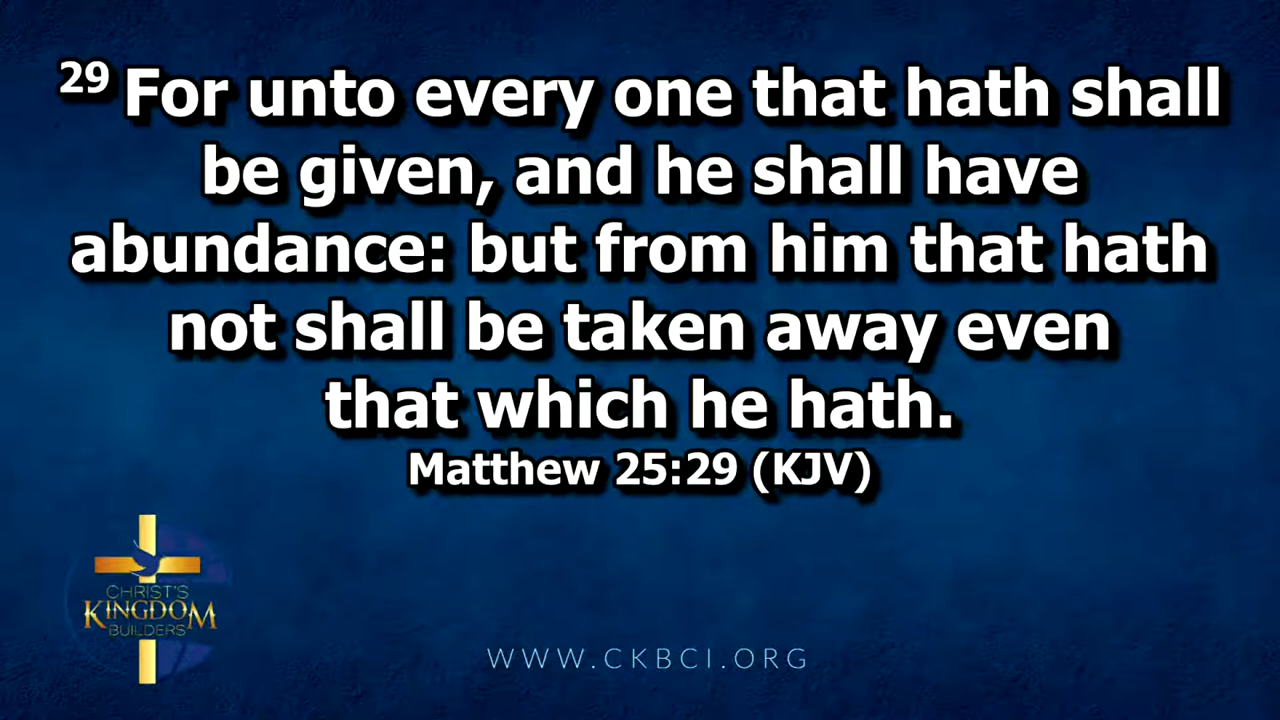 29 For unto every one that hath shall
be given, and he shall have
abundance: but from him that hath
not shall be taken away even
that which he hath.
Matthew 25:29 (KJV)
CHRIST'S
KINGDOM
BUILDERS
WWW.CKBCI.ORG